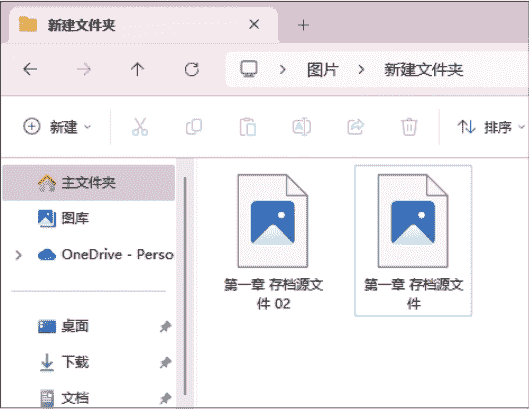 新建文件夹
图片 > 新建文件夹
新建
排序
主文件夹
图库
OneDrive - Perso
桌面
下载
文档
第一章 存档源文
件 02
第一章 存档源文
件